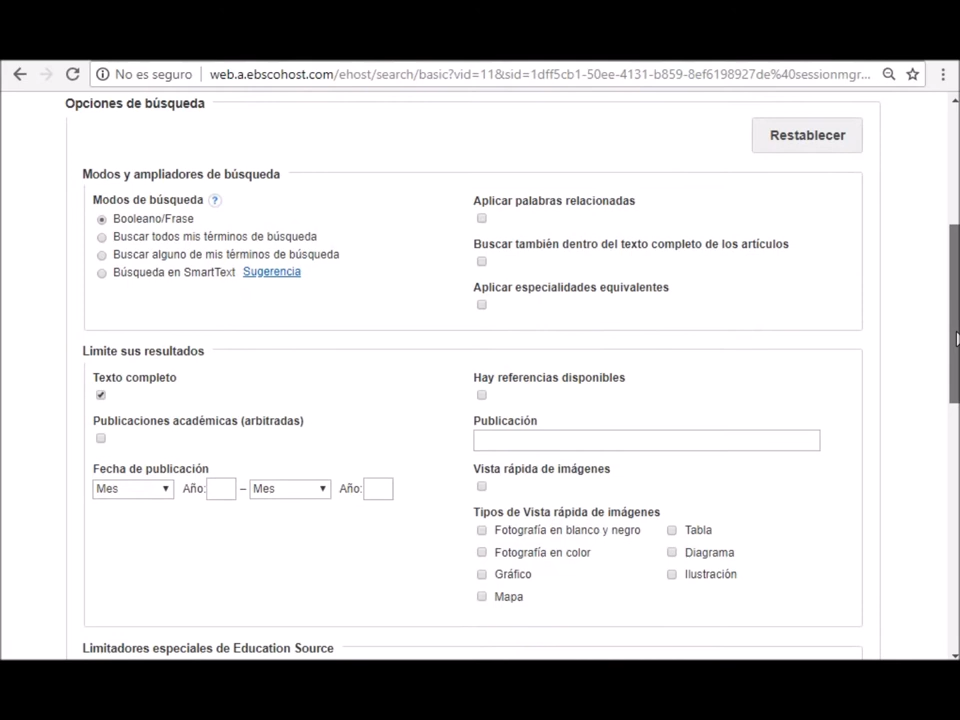 No es seguro web.a.ebscohost.com/ehost/search/basic?vid=11&sid=1dff5cb1-50ee-4131-b859-8ef6198927de%40sessionmgr...
Opciones de búsqueda
Restablecer
Modos y ampliadores de búsqueda
Modos de búsqueda ?
Booleano/Frase
Buscar todos mis términos de búsqueda
Buscar alguno de mis términos de búsqueda
Búsqueda en SmartText Sugerencia
Aplicar palabras relacionadas
Buscar también dentro del texto completo de los artículos
Aplicar especialidades equivalentes
Limite sus resultados
Texto completo
Publicaciones académicas (arbitradas)
Fecha de publicación
Mes Año: – Mes Año:
Hay referencias disponibles
Publicación
Vista rápida de imágenes
Tipos de Vista rápida de imágenes
Fotografía en blanco y negro Tabla
Fotografía en color Diagrama
Gráfico Ilustración
Mapa
Limitadores especiales de Education Source